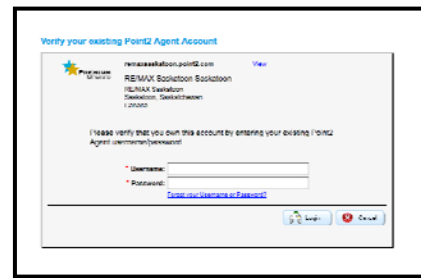 Verify your existing Point2 Agent Account
remaxsaskatoon.point2.com View
RE/MAX Saskatoon Saskatoon
RE/MAX Saskatoon
Saskatoon, Saskatchewan
Canada
Please verify that you own this account by entering your existing Point2
Agent username/password
* Username:
* Password:
Forgot your Username or Password?
Login Cancel